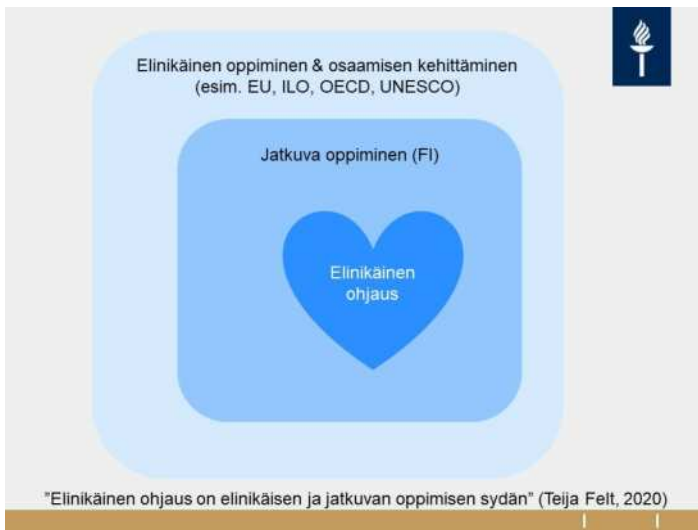 Elinikäinen oppiminen & osaamisen kehittäminen
(esim. EU, ILO, OECD, UNESCO)
Jatkuva oppiminen (FI)
Elinikäinen
ohjaus
”Elinikäinen ohjaus on elinikäisen ja jatkuvan oppimisen sydän” (Teija Felt, 2020)